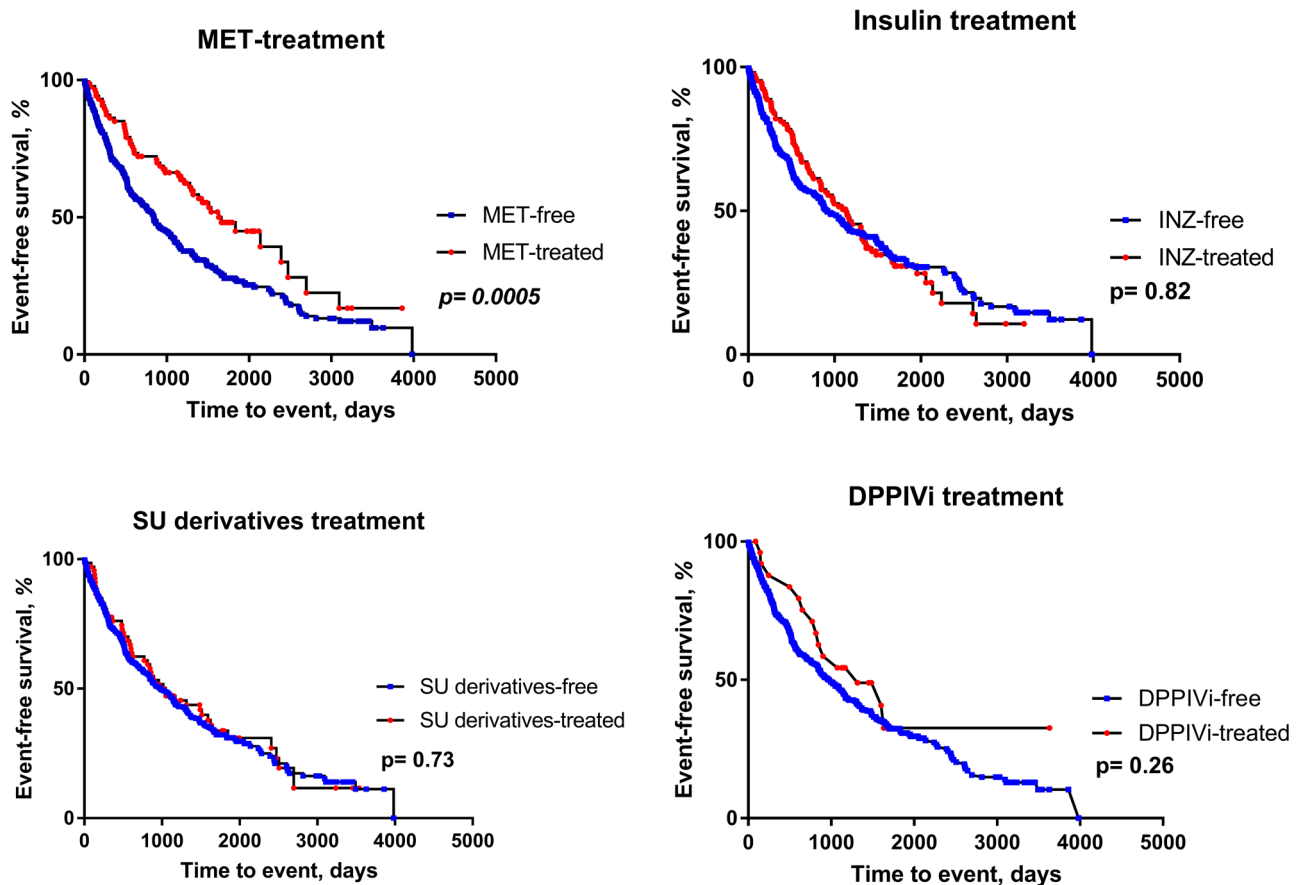 MET-treatment
Event-free survival, %
100
50
0
0 1000 2000 3000 4000 5000
Time to event, days
MET-free
MET-treated
p= 0.0005
Insulin treatment
Event-free survival, %
100
50
0
0 1000 2000 3000 4000 5000
Time to event, days
INZ-free
INZ-treated
p= 0.82
SU derivatives treatment
Event-free survival, %
100
50
0
0 1000 2000 3000 4000 5000
Time to event, days
SU derivatives-free
SU derivatives-treated
p= 0.73
DPPIVi treatment
Event-free survival, %
100
50
0
0 1000 2000 3000 4000 5000
Time to event, days
DPPIVi-free
DPPIVi-treated
p= 0.26